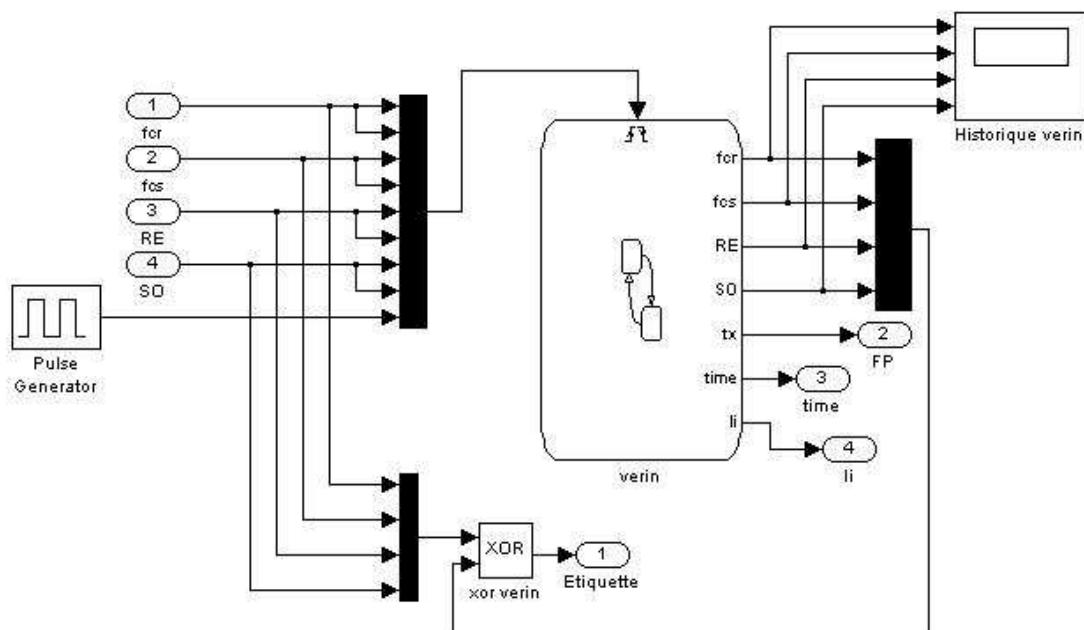 1
fcr
2
fcs
3
RE
4
SO
Pulse
Generator
fcr
fcs
RE
SO
tx
time
li
verin
Historique verin
2
FP
3
time
4
li
XOR
xor verin
1
Etiquette